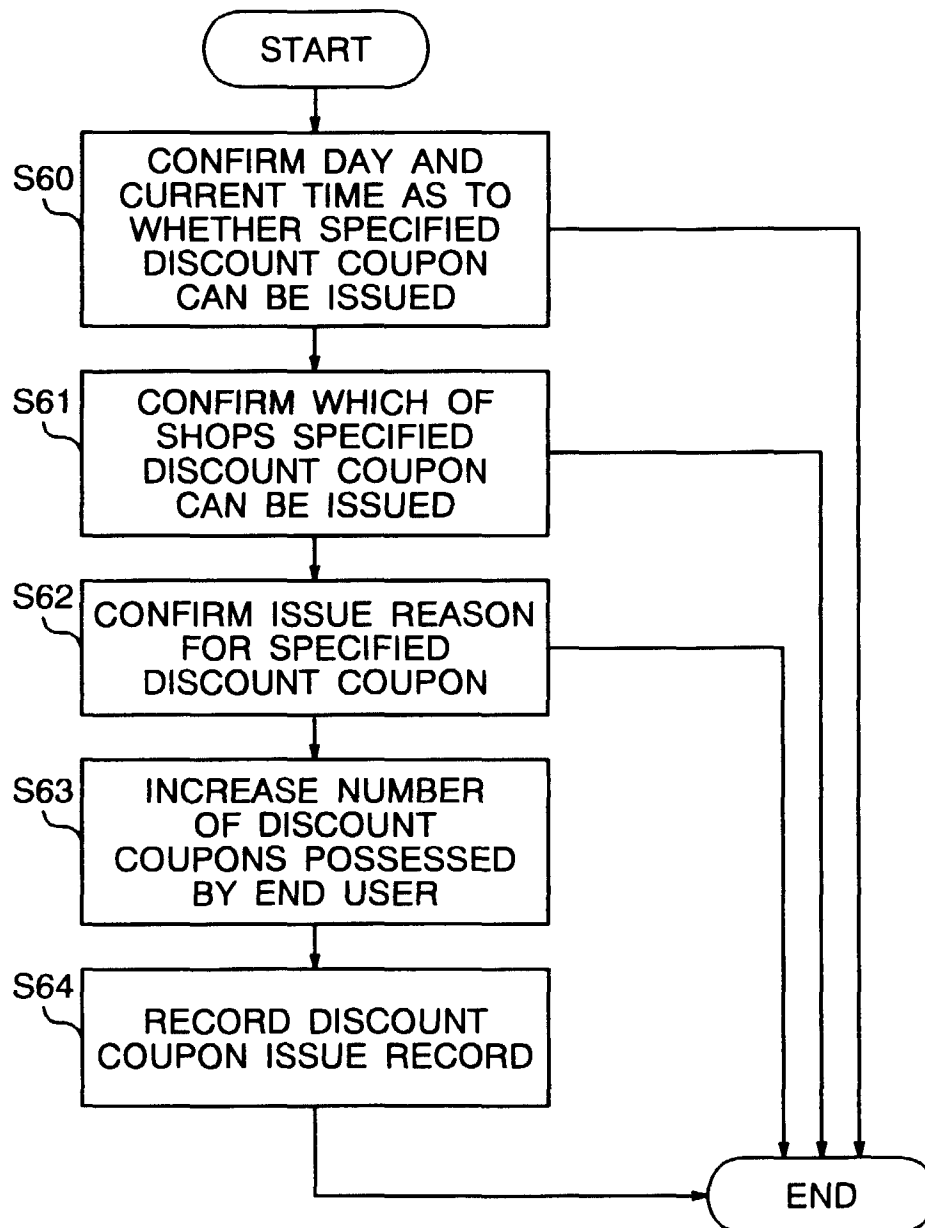 START
S60
CONFIRM DAY AND
CURRENT TIME AS TO
WHETHER SPECIFIED
DISCOUNT COUPON
CAN BE ISSUED
S61
CONFIRM WHICH OF
SHOPS SPECIFIED
DISCOUNT COUPON
CAN BE ISSUED
S62
CONFIRM ISSUE REASON
FOR SPECIFIED
DISCOUNT COUPON
S63
INCREASE NUMBER
OF DISCOUNT
COUPONS POSSESSED
BY END USER
S64
RECORD DISCOUNT
COUPON ISSUE RECORD
END